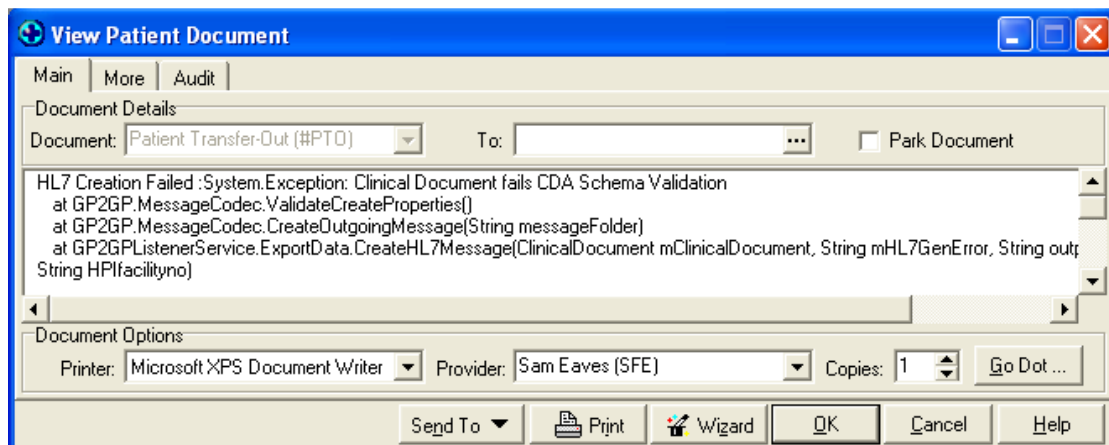 View Patient Document
Main More Audit
Document Details
Document: Patient Transfer-Out (#PTO) To: ... Park Document
HL7 Creation Failed :System.Exception: Clinical Document fails CDA Schema Validation
at GP2GP.MessageCodec.ValidateCreateProperties()
at GP2GP.MessageCodec.CreateOutgoingMessage(String messageFolder)
at GP2GPListenerService.ExportData.CreateHL7Message(ClinicalDocument mClinicalDocument, String mHL7GenError, String outp
String HPIfacilityno)
Document Options
Printer: Microsoft XPS Document Writer Provider: Sam Eaves (SFE) Copies: 1 Go Dot ...
Send To Print Wizard OK Cancel Help